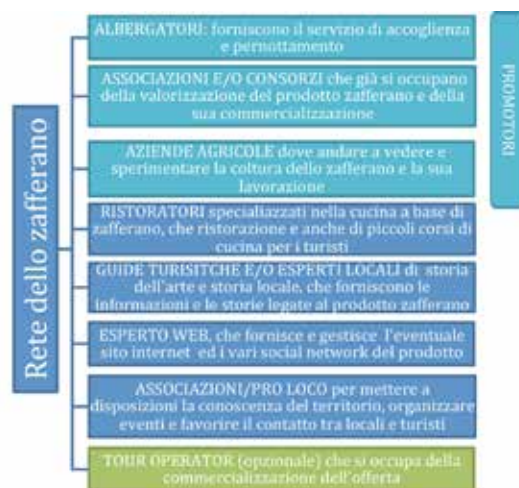 ALBERGATORI: forniscono il servizio di accoglienza
e pernottamento
PROMOTORI
ASSOCIAZIONI E/O CONSORZI che già si occupano
della valorizzazione del prodotto zafferano e della
sua commercializzazione
AZIENDE AGRICOLE dove andare a vedere e
sperimentare la coltura dello zafferano e la sua
lavorazione
Rete dello zafferano
RISTORATORI specialiazzati nella cucina a base di
zafferano, che ristorazione e anche di piccoli corsi di
cucina per i turisti
GUIDE TURISITCHE E/O ESPERTI LOCALI di storia
dell'arte e storia locale, che forniscono le
informazioni e le storie legate al prodotto zafferano
ESPERTO WEB, che fornisce e gestisce l'eventuale
sito internet ed i vari social network del prodotto
ASSOCIAZIONI/PRO LOCO per mettere a
disposizioni la conoscenza del territorio, organizzare
eventi e favorire il contatto tra locali e turisti
TOUR OPERATOR (opzionale) che si occupa della
commercializzazione dell'offerta